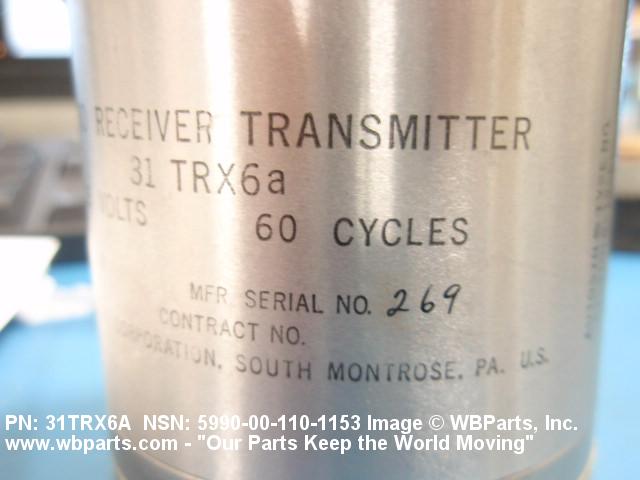 RECEIVER TRANSMITTER
31 TRX6a
VOLTS 60 CYCLES
MFR. SERIAL NO. 269
CONTRACT NO.
CORPORATION, SOUTH MONTROSE, PA. U.S.
PN: 31TRX6A NSN: 5990-00-110-1153 Image © WBParts, Inc.
www.wbparts.com - "Our Parts Keep the World Moving"